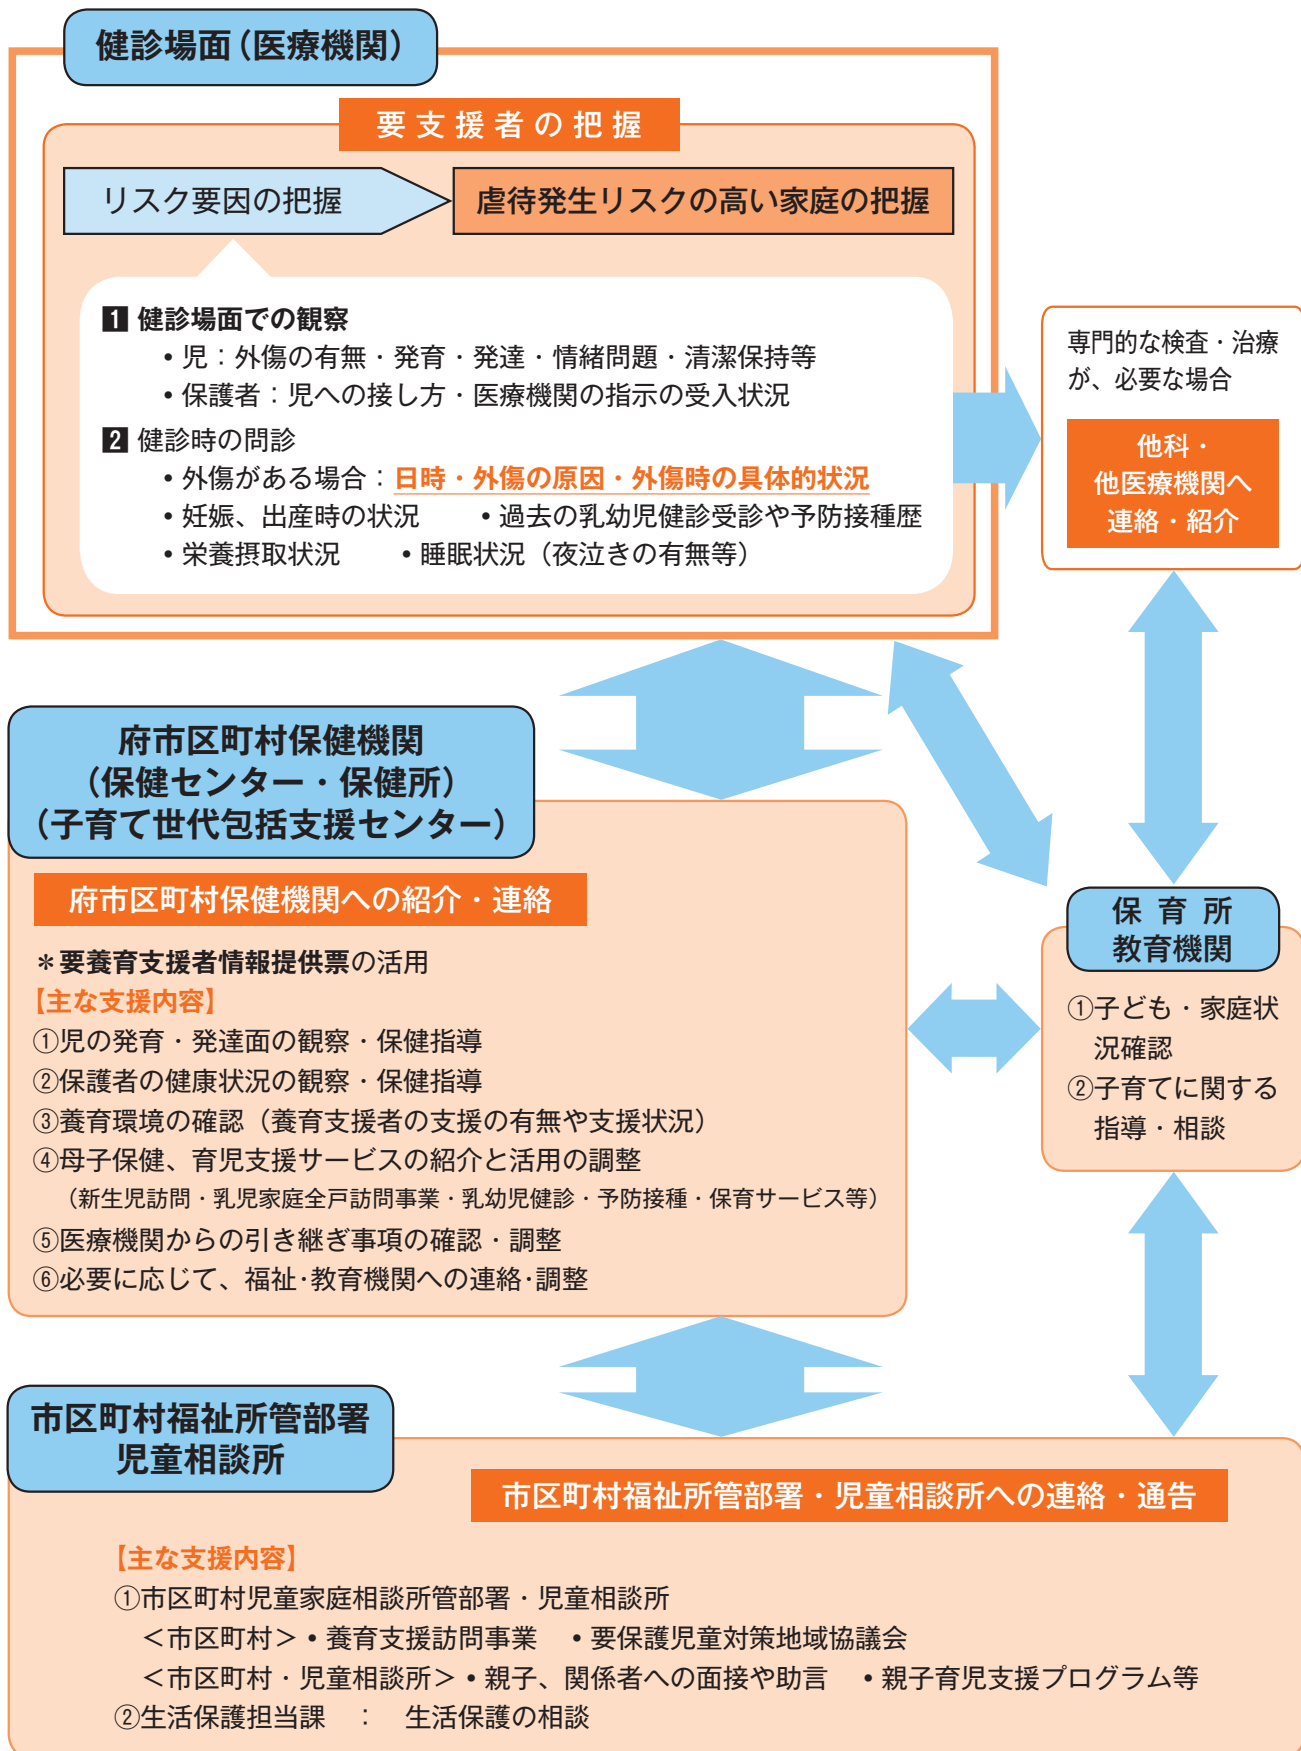 健診場面（医療機関）
要支援者の把握
リスク要因の把握
虐待発生リスクの高い家庭の把握
1 健診場面での観察
•児：外傷の有無・発育・発達・情緒問題・清潔保持等
•保護者：児への接し方・医療機関の指示の受入状況
2 健診時の問診
•外傷がある場合：日時・外傷の原因・外傷時の具体的状況
•妊娠、出産時の状況 •過去の乳幼児健診受診や予防接種歴
•栄養摂取状況 •睡眠状況（夜泣きの有無等）
専門的な検査・治療
が、必要な場合
他科・
他医療機関へ
連絡・紹介
府市区町村保健機関
（保健センター・保健所）
（子育て世代包括支援センター）
府市区町村保健機関への紹介・連絡
＊要養育支援者情報提供票の活用
【主な支援内容】
①児の発育・発達面の観察・保健指導
②保護者の健康状況の観察・保健指導
③養育環境の確認（養育支援者の支援の有無や支援状況）
④母子保健、育児支援サービスの紹介と活用の調整
（新生児訪問・乳児家庭全戸訪問事業・乳幼児健診・予防接種・保育サービス等）
⑤医療機関からの引き継ぎ事項の確認・調整
⑥必要に応じて、福祉・教育機関への連絡・調整
保育所
教育機関
①子ども・家庭状
況確認
②子育てに関する
指導・相談
市区町村福祉所管部署
児童相談所
市区町村福祉所管部署・児童相談所への連絡・通告
【主な支援内容】
①市区町村児童家庭相談所管部署・児童相談所
＜市区町村＞•養育支援訪問事業 •要保護児童対策地域協議会
＜市区町村・児童相談所＞•親子、関係者への面接や助言 •親子育児支援プログラム等
②生活保護担当課 ： 生活保護の相談